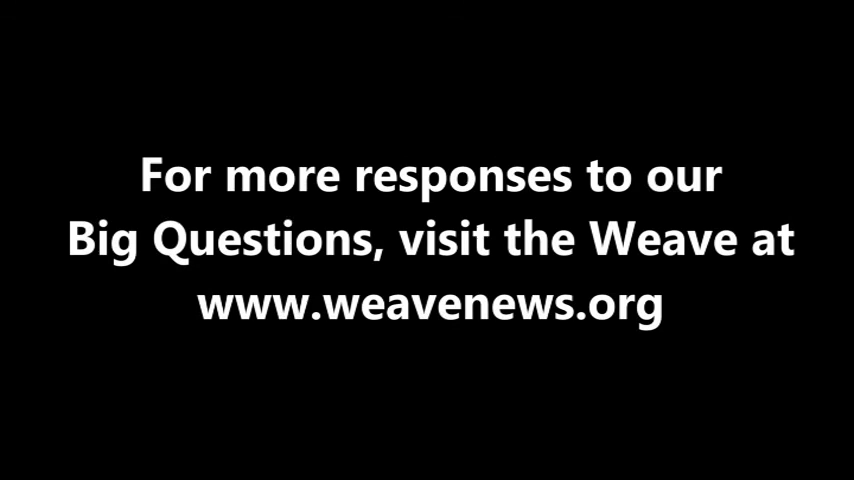 For more responses to our
Big Questions, visit the Weave at
www.weavenews.org